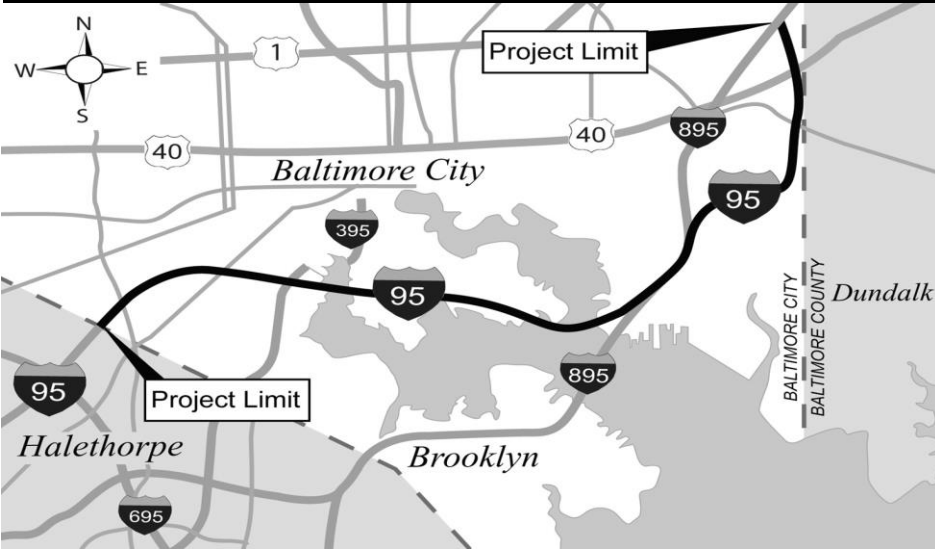 N
W E
S
1
Project Limit
40
40
895
Baltimore City
95
395
95
Dundalk
BALTIMORE CITY
BALTIMORE COUNTY
895
95
Project Limit
Halethorpe
Brooklyn
695